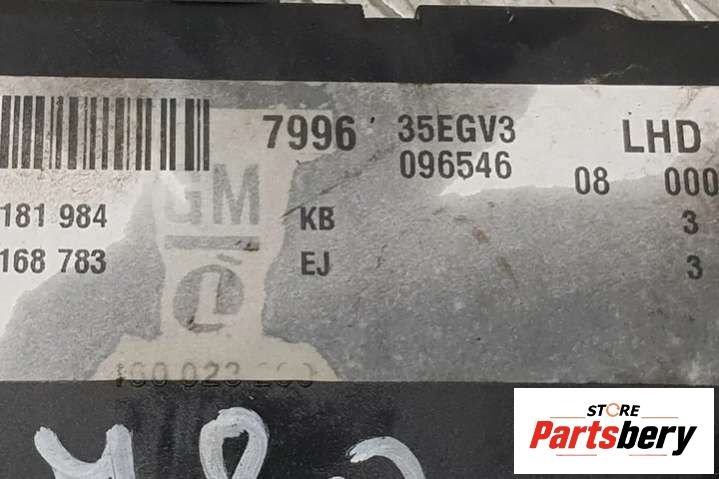 7996 35EGV3 LHD
096546 08 000
181 984 KB 3
168 783 EJ 3
GM
L
STORE
Partsbery